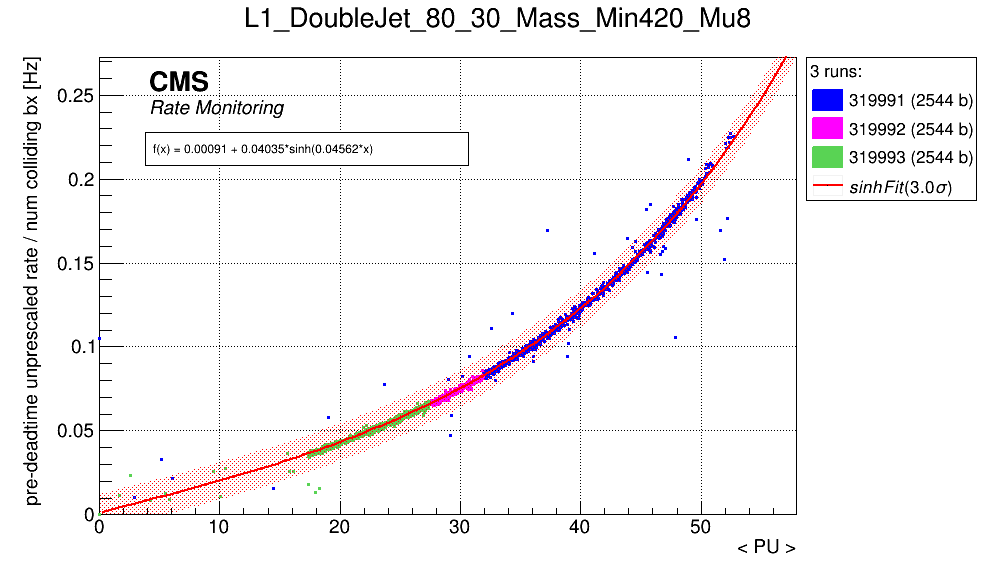 L1_DoubleJet_80_30_Mass_Min420_Mu8
pre-deadtime unprescaled rate / num colliding bx [Hz]
CMS
Rate Monitoring
f(x) = 0.00091 + 0.04035*sinh(0.04562*x)
3 runs:
319991 (2544 b)
319992 (2544 b)
319993 (2544 b)
sinhFit(3.0σ)
0.25
0.2
0.15
0.1
0.05
0
0 10 20 30 40 50
< PU >